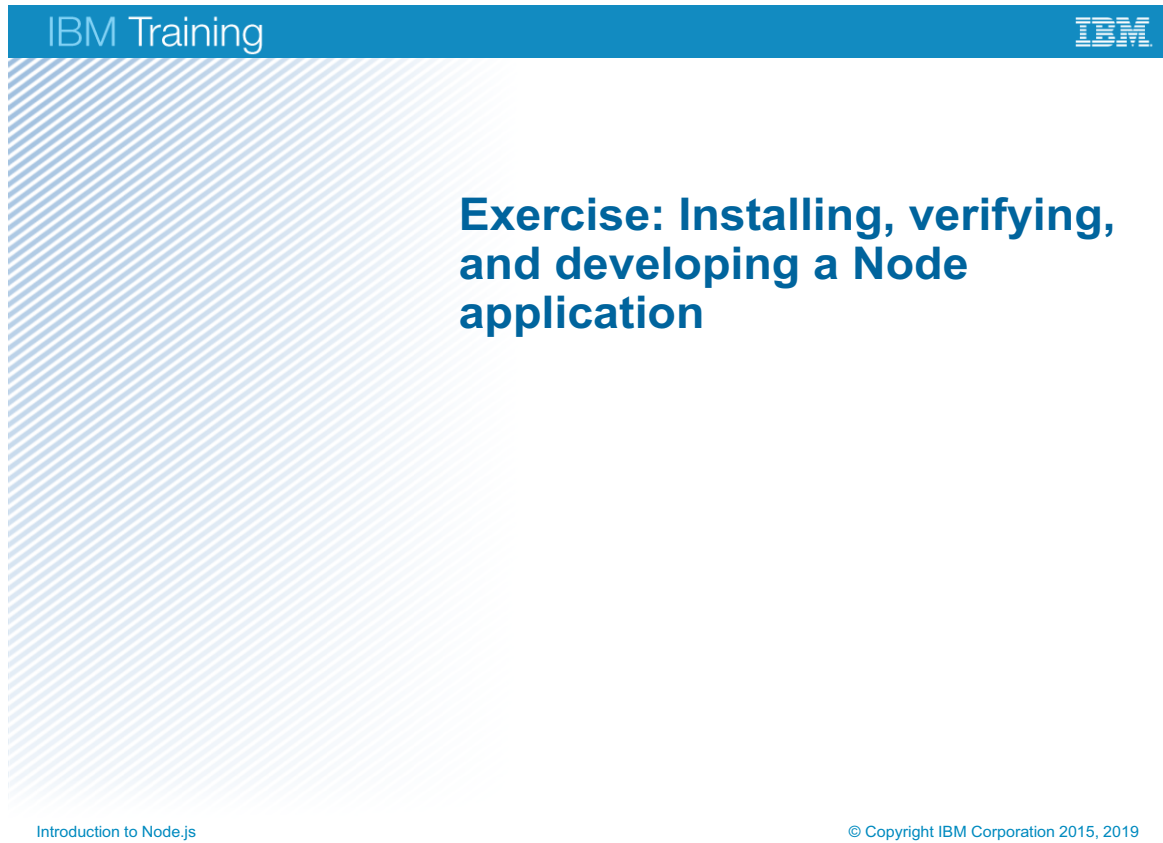 IBM Training
IBM
Exercise: Installing, verifying,
and developing a Node
application
Introduction to Node.js
© Copyright IBM Corporation 2015, 2019